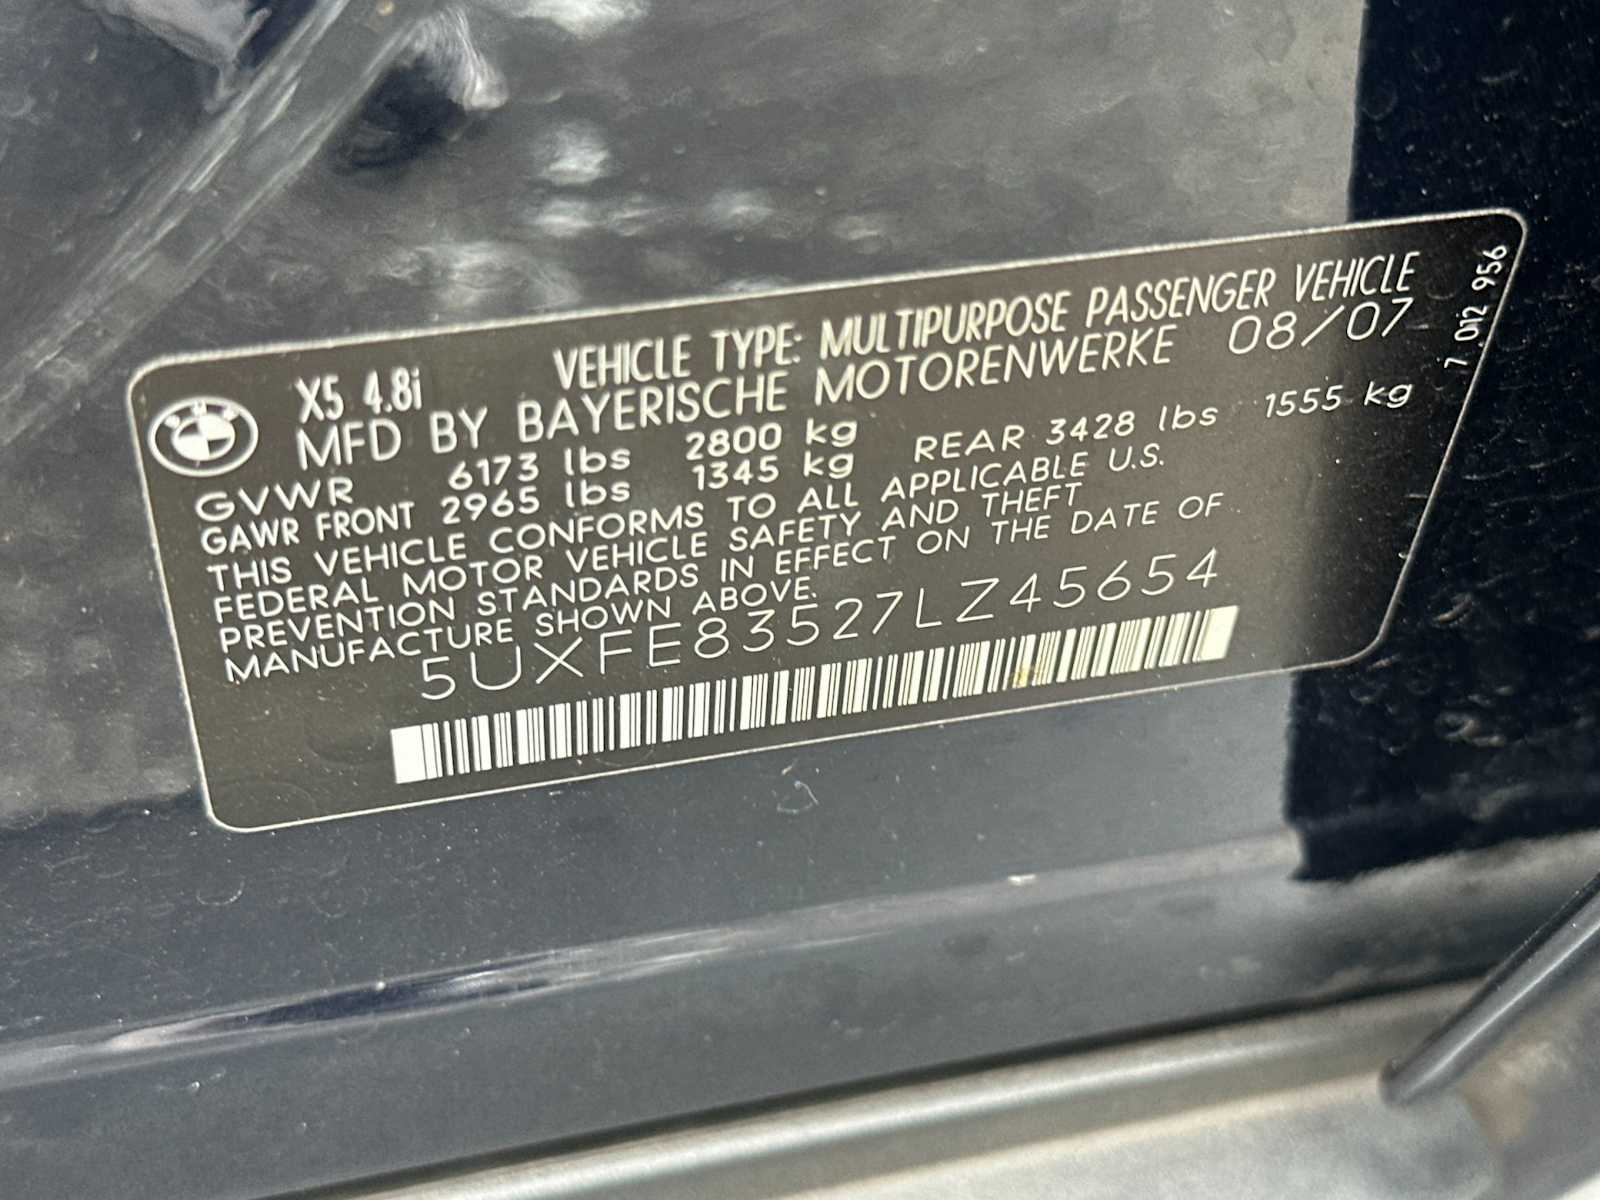 X5 4.8i VEHICLE TYPE: MULTIPURPOSE PASSENGER VEHICLE
MFD BY BAYERISCHE MOTORENWERKE 08/07
GVWR 6173 lbs 2800 kg
GAWR FRONT 2965 lbs 1345 kg REAR 3428 lbs 1555 kg
THIS VEHICLE CONFORMS TO ALL APPLICABLE U.S.
FEDERAL MOTOR VEHICLE SAFETY AND THEFT
PREVENTION STANDARDS IN EFFECT ON THE DATE OF
MANUFACTURE SHOWN ABOVE.
5UXFE83527LZ45654
7 012 956